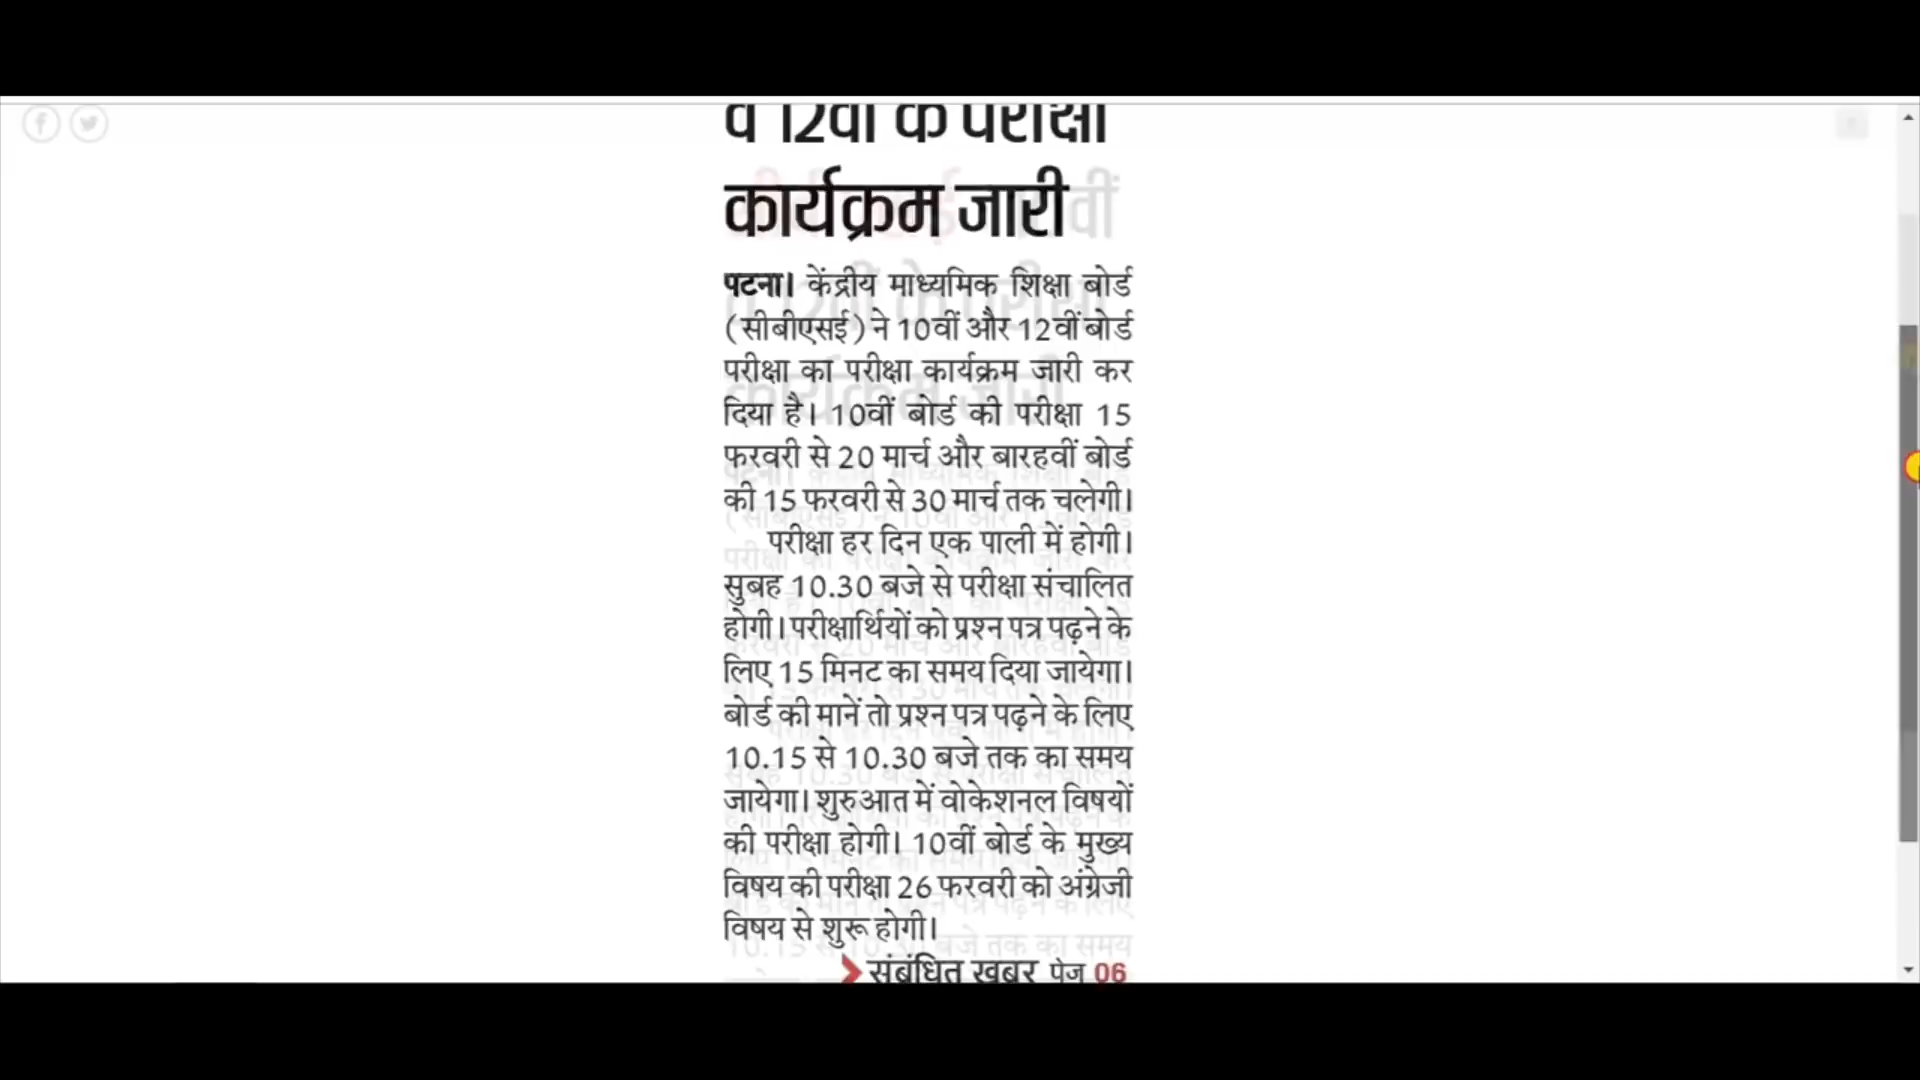 व 12वीं के परीक्षा
कार्यक्रम जारी
पटना। केंद्रीय माध्यमिक शिक्षा बोर्ड
(सीबीएसई) ने 10वीं और 12वीं बोर्ड
परीक्षा का परीक्षा कार्यक्रम जारी कर
दिया है। 10वीं बोर्ड की परीक्षा 15
फरवरी से 20 मार्च और बारहवीं बोर्ड
की 15 फरवरी से 30 मार्च तक चलेगी।
परीक्षा हर दिन एक पाली में होगी।
सुबह 10.30 बजे से परीक्षा संचालित
होगी। परीक्षार्थियों को प्रश्न पत्र पढ़ने के
लिए 15 मिनट का समय दिया जायेगा।
बोर्ड की मानें तो प्रश्न पत्र पढ़ने के लिए
10.15 से 10.30 बजे तक का समय
जायेगा। शुरुआत में वोकेशनल विषयों
की परीक्षा होगी। 10वीं बोर्ड के मुख्य
विषय की परीक्षा 26 फरवरी को अंग्रेजी
विषय से शुरू होगी।
संबंधित खबर पेज 06